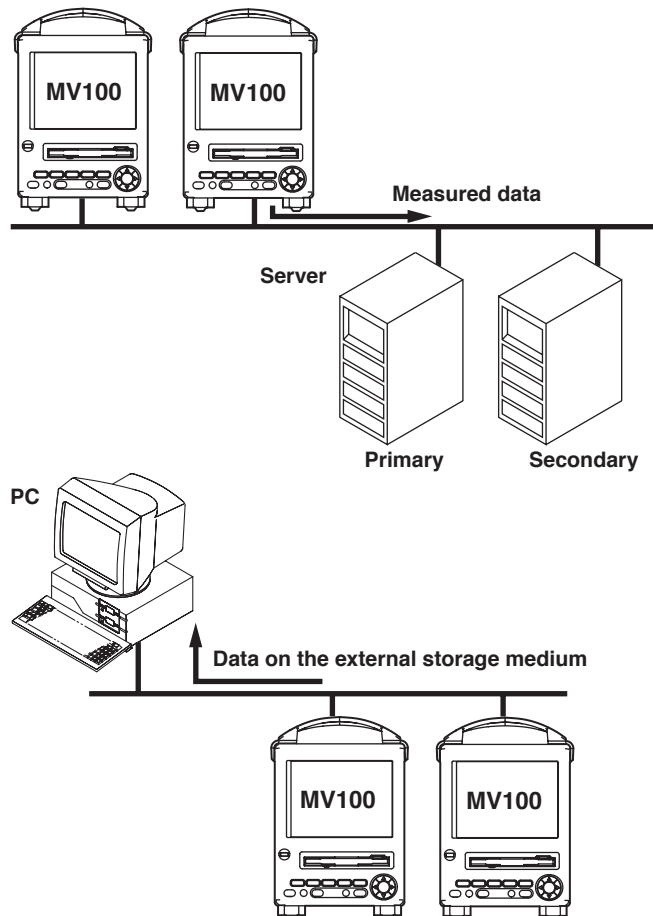 MV100
MV100
Measured data
Server
Primary
Secondary
PC
Data on the external storage medium
MV100
MV100